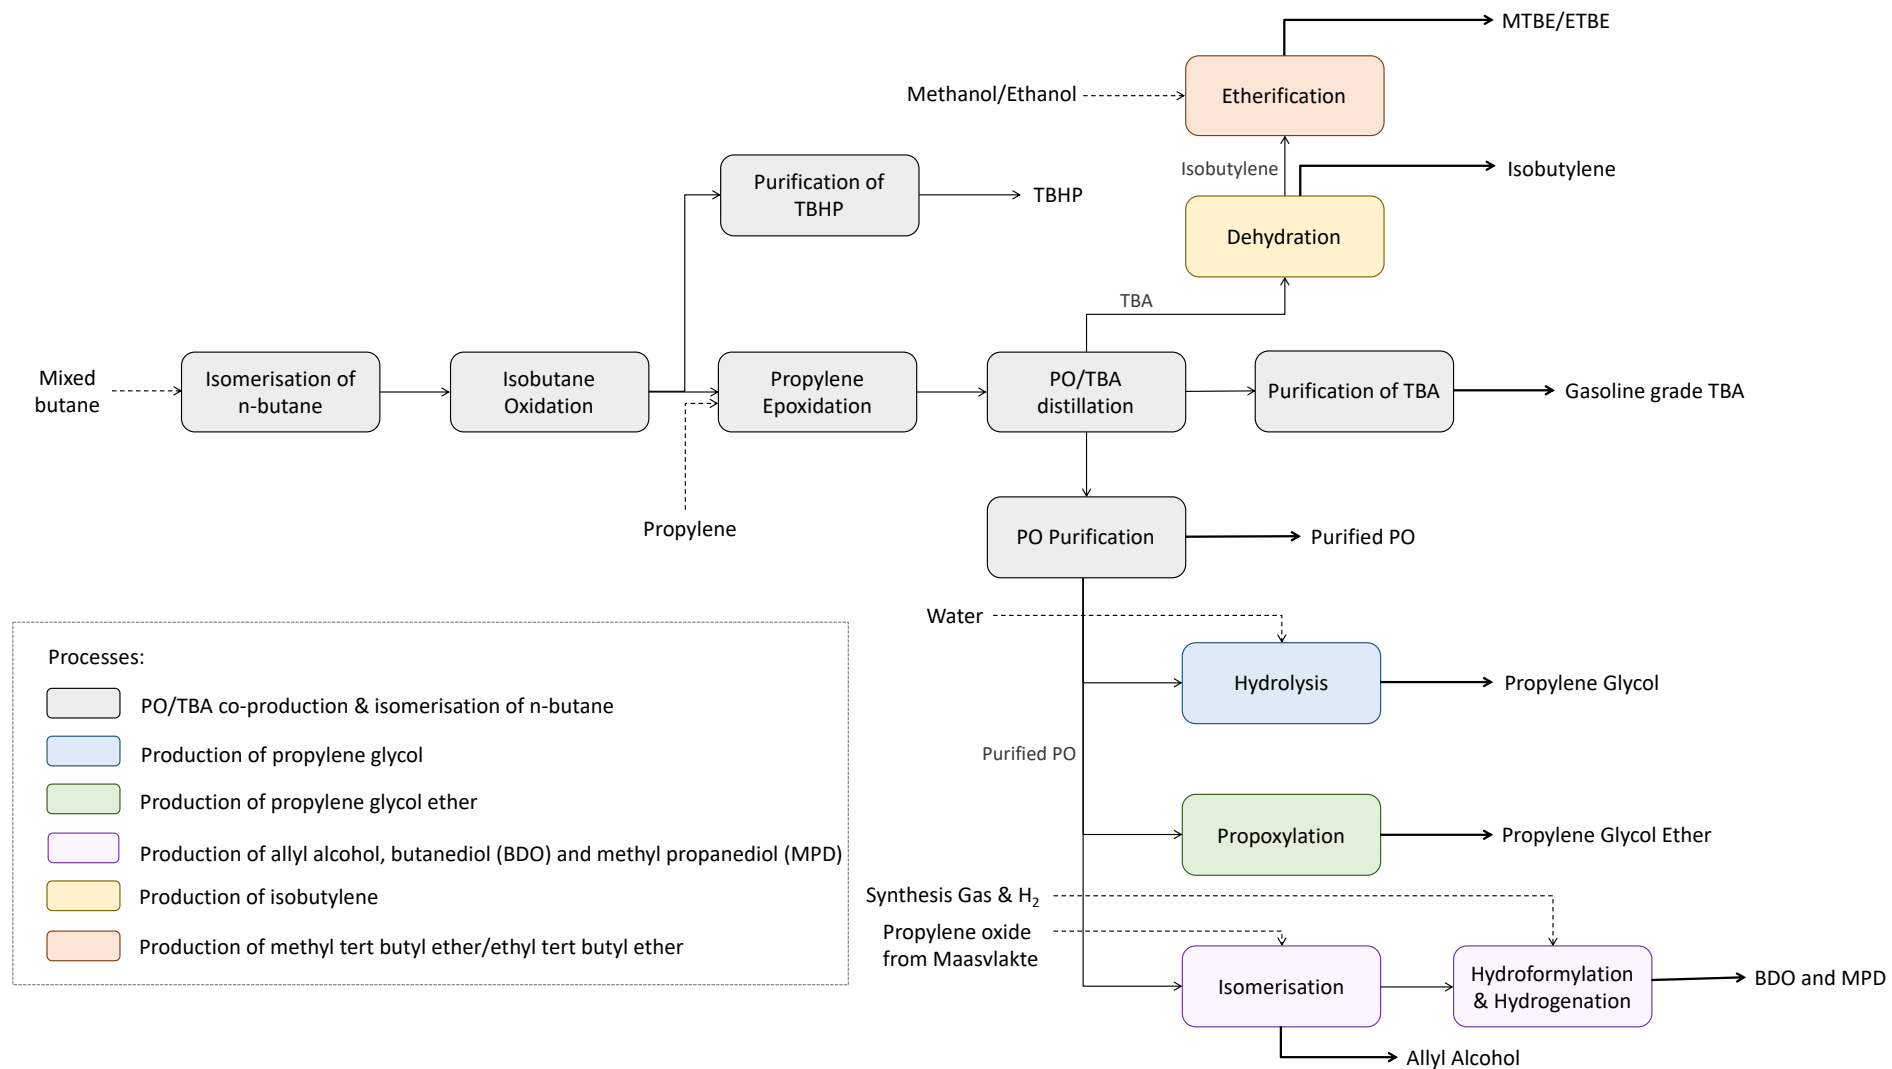 MTBE/ETBE
Methanol/Ethanol
Etherification
Isobutylene
Isobutylene
Purification of
TBHP
TBHP
Dehydration
TBA
Mixed
butane
Isomerisation of
n-butane
Isobutane
Oxidation
Propylene
Epoxidation
PO/TBA
distillation
Purification of TBA
Gasoline grade TBA
Propylene
PO Purification
Purified PO
Water
Hydrolysis
Propylene Glycol
Purified PO
Propoxylation
Propylene Glycol Ether
Synthesis Gas & H₂
Propylene oxide
from Maasvlakte
Isomerisation
Hydroformylation
& Hydrogenation
BDO and MPD
Allyl Alcohol
Processes:
PO/TBA co-production & isomerisation of n-butane
Production of propylene glycol
Production of propylene glycol ether
Production of allyl alcohol, butanediol (BDO) and methyl propanediol (MPD)
Production of isobutylene
Production of methyl tert butyl ether/ethyl tert butyl ether